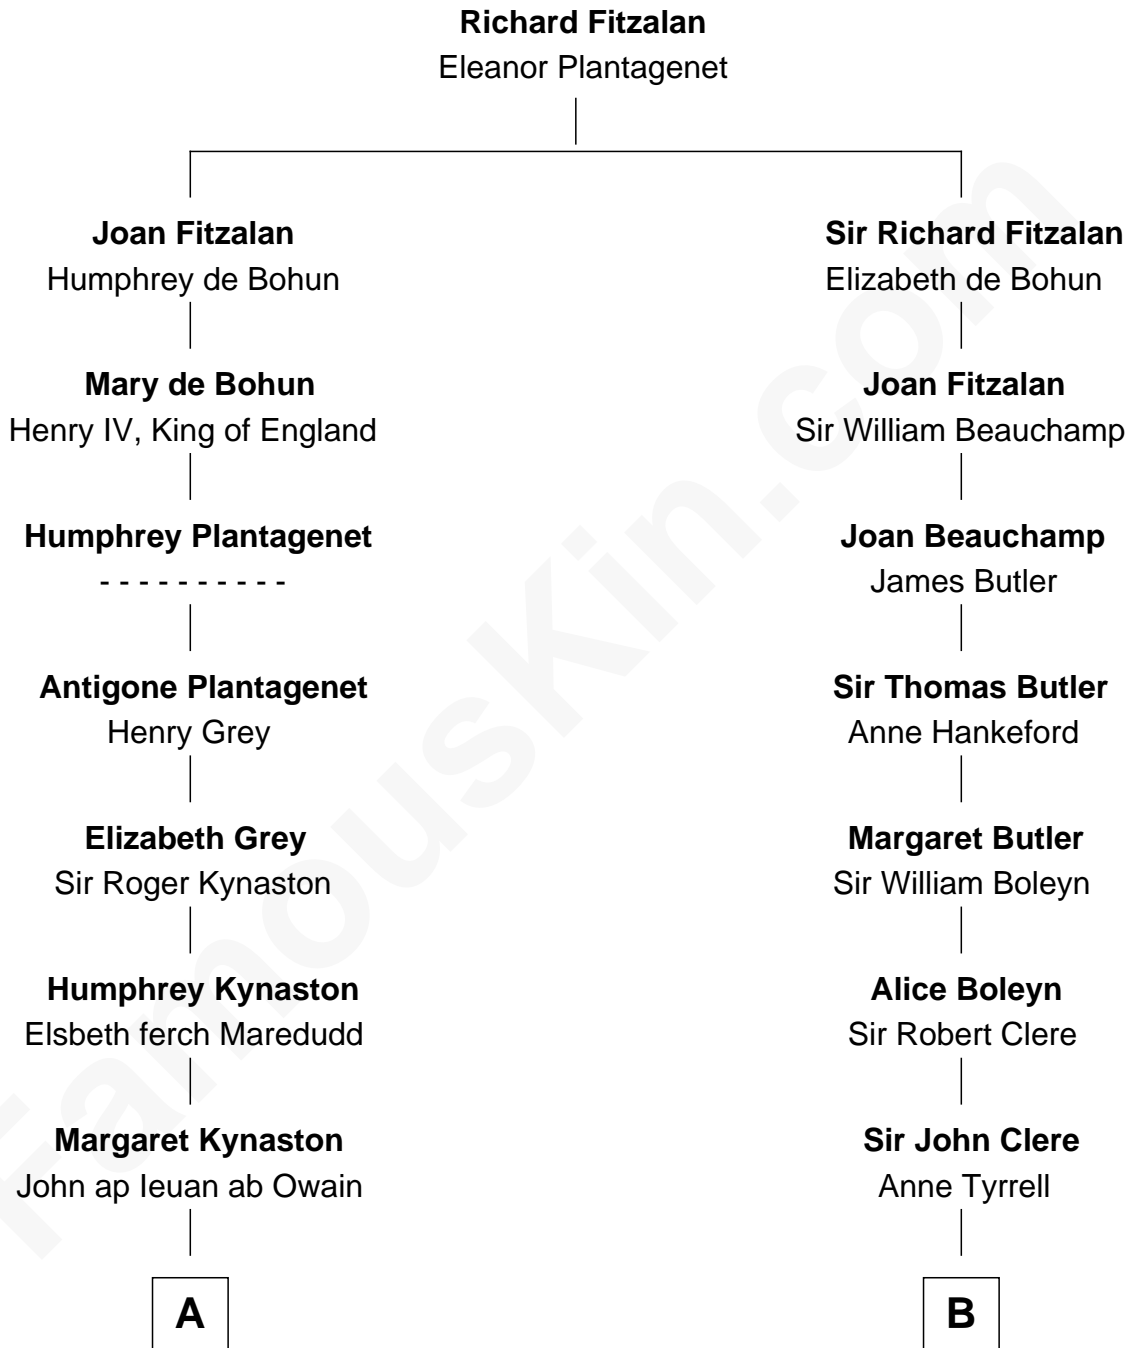 Richard Fitzalan
Eleanor Plantagenet
Joan Fitzalan
Humphrey de Bohun
Sir Richard Fitzalan
Elizabeth de Bohun
Mary de Bohun
Henry IV, King of England
Joan Fitzalan
Sir William Beauchamp
Humphrey Plantagenet
- - - - - - - - - -
Joan Beauchamp
James Butler
Antigone Plantagenet
Henry Grey
Sir Thomas Butler
Anne Hankeford
Elizabeth Grey
Sir Roger Kynaston
Margaret Butler
Sir William Boleyn
Humphrey Kynaston
Elsbeth ferch Maredudd
Alice Boleyn
Sir Robert Clere
Margaret Kynaston
John ap Ieuan ab Owain
Sir John Clere
Anne Tyrrell
A
B
FamousKin.com